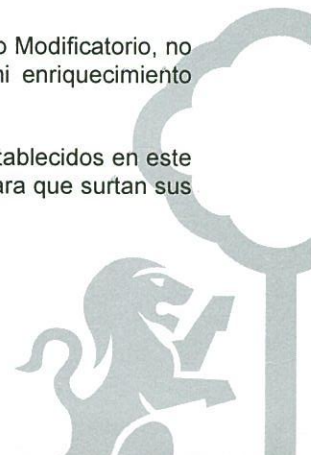 o Modificatorio, no
ni enriquecimiento
tablecidos en este
ara que surtan sus